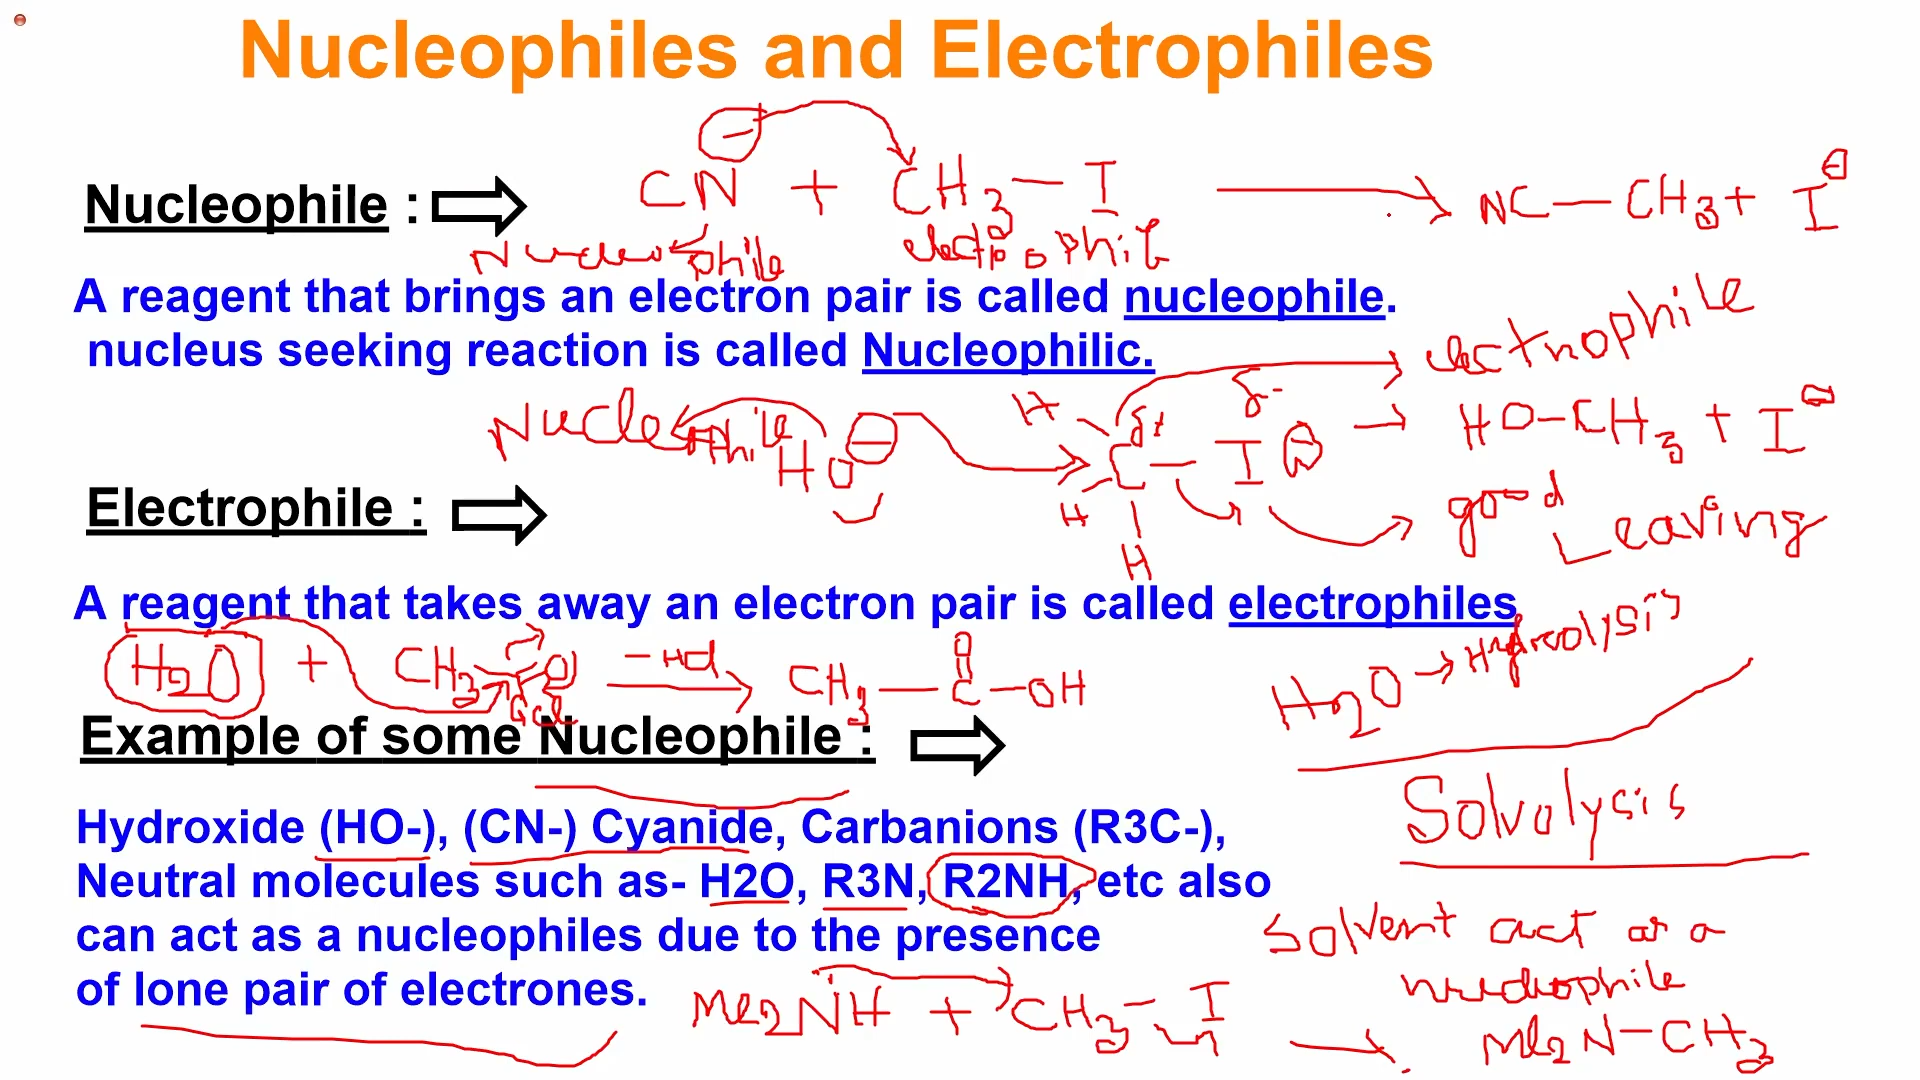 Nucleophiles and Electrophiles
Nucleophile :
CN - + CH3 - I → NC - CH3 + I ⊖
Nucleophile electrophile
A reagent that brings an electron pair is called nucleophile.
nucleus seeking reaction is called Nucleophilic.
electrophile
Nucleophile HO - H H H C δ+ - I δ- → HO - CH3 + I ⊖
good Leaving
Electrophile :
A reagent that takes away an electron pair is called electrophiles
H2O + CH3 Cl O -HCl → CH3 - C - OH O
H2O → Hydrolysis
Example of some Nucleophile :
Solvolysis
Hydroxide (HO-), (CN-) Cyanide, Carbanions (R3C-),
Neutral molecules such as- H2O, R3N, R2NH, etc also
can act as a nucleophiles due to the presence
of lone pair of electrones.
Solvent act as a
nucleophile
Me2NH + CH3 - I → Me2N - CH3